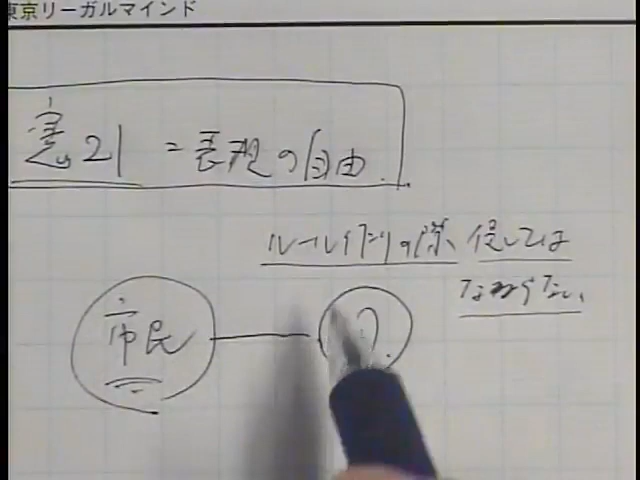 東京リーガルマインド
憲21 = 表現の自由.
ルール作りの際、侵しては
ならない、
市民
?